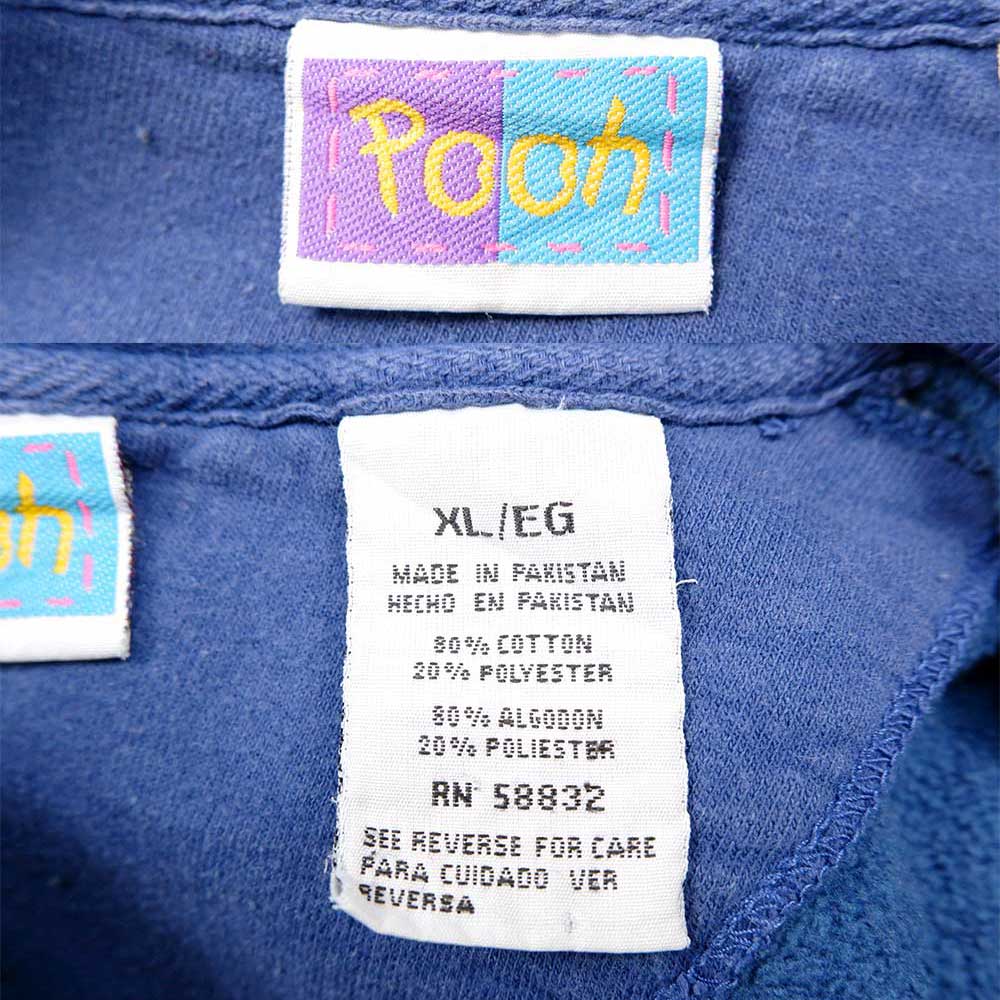 Pooh
oh
XL/EG
MADE IN PAKISTAN
HECHO EN PAKISTAN
80% COTTON
20% POLYESTER
80% ALGODON
20% POLIESTER
RN 58832
SEE REVERSE FOR CARE
PARA CUIDADO VER
REVERSA